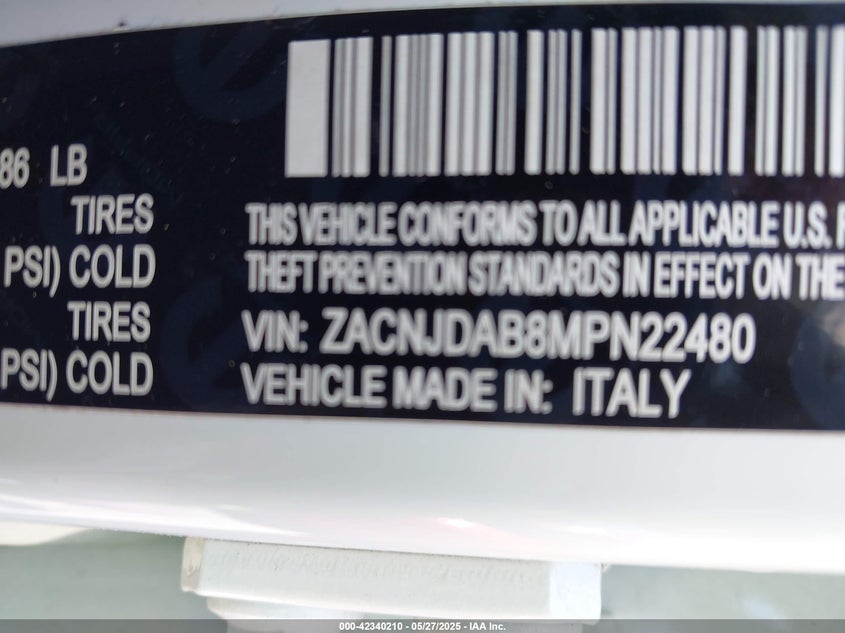 86 LB
TIRES
PSI) COLD
TIRES
PSI) COLD
THIS VEHICLE CONFORMS TO ALL APPLICABLE U.S. F
THEFT PREVENTION STANDARDS IN EFFECT ON THE
VIN: ZACNJDAB8MPN22480
VEHICLE MADE IN: ITALY
000-42340210 - 05/27/2025 - IAA Inc.